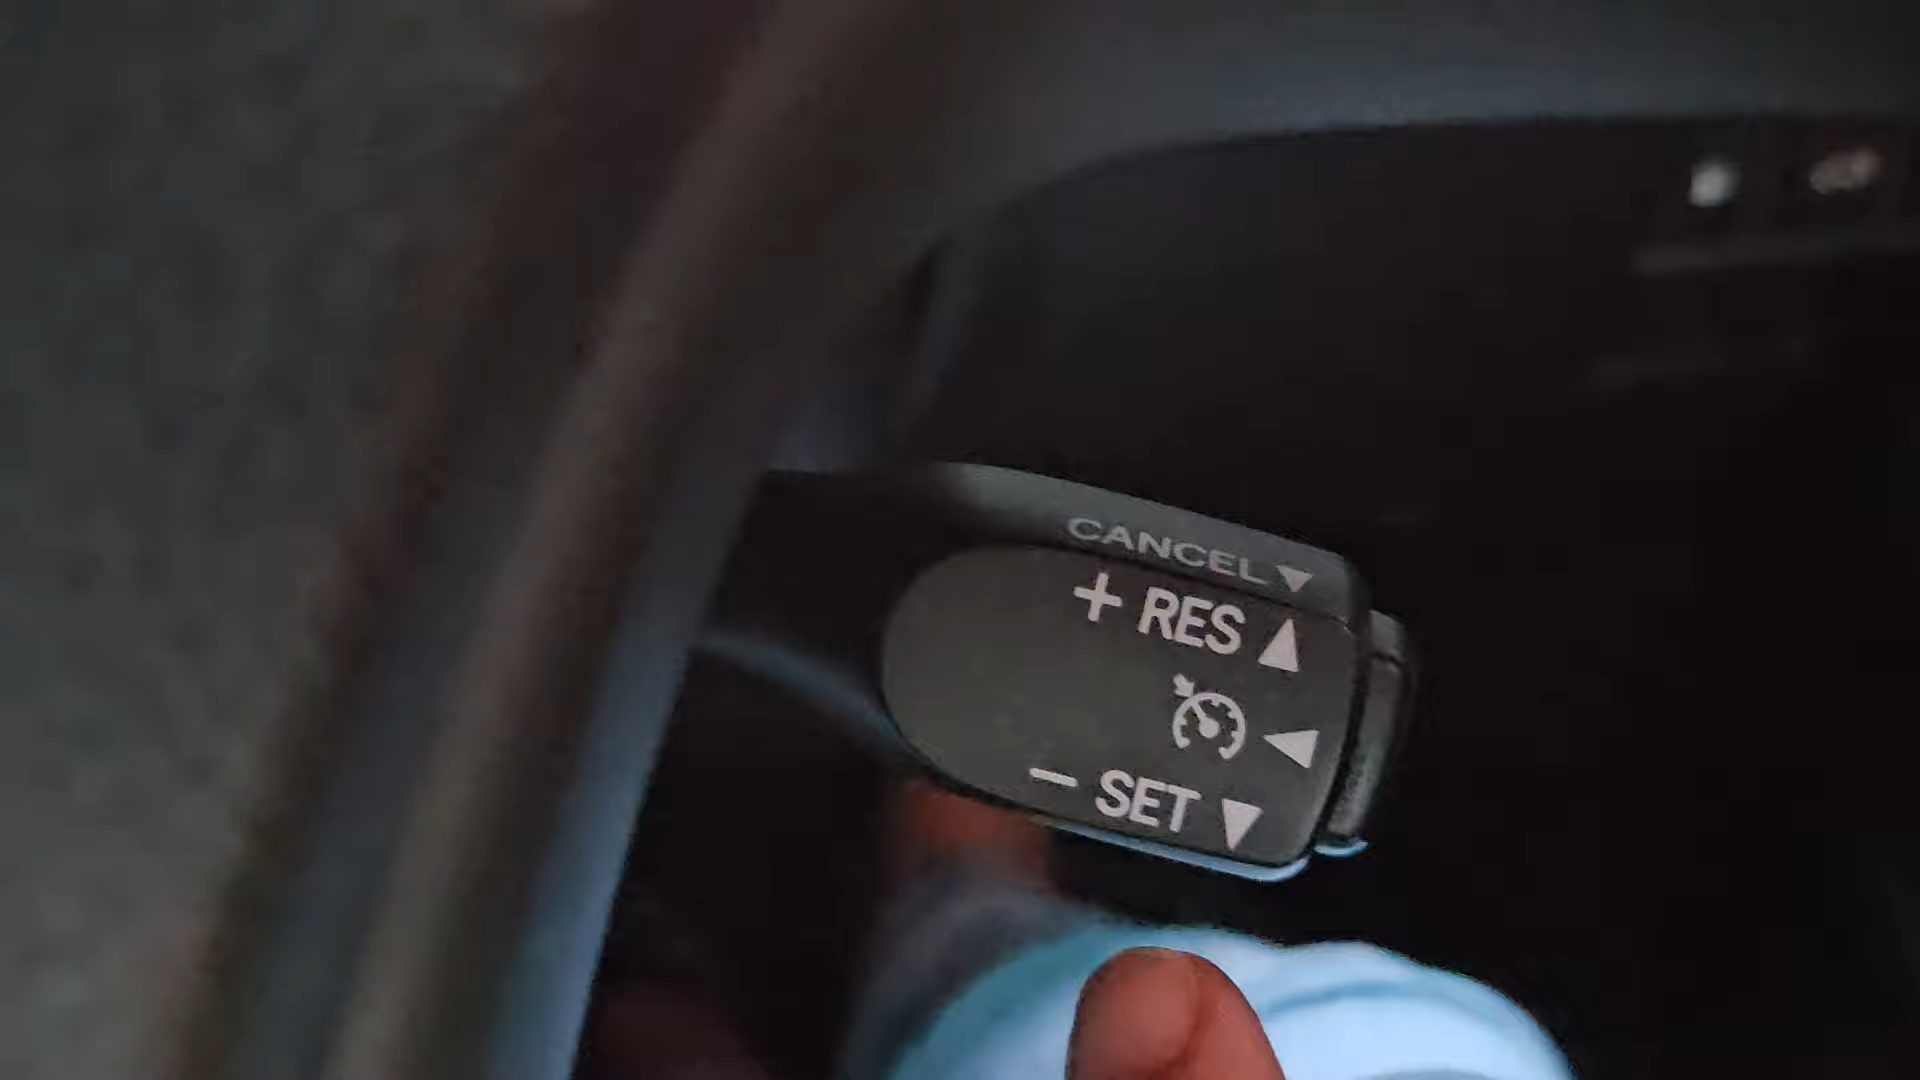 CANCEL ▼
+ RES ▲
◀
– SET ▼